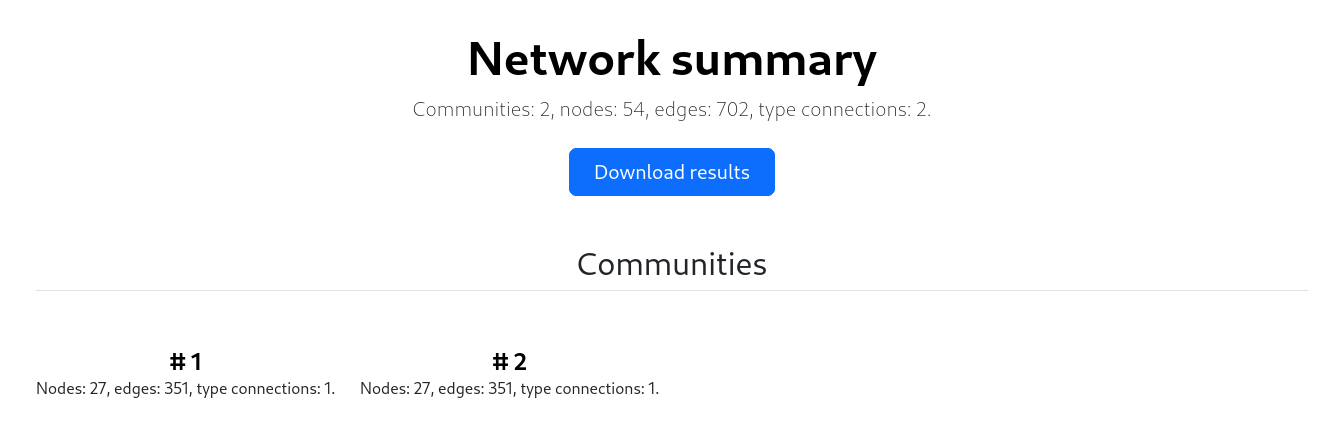 Network summary
Communities: 2, nodes: 54, edges: 702, type connections: 2.
Download results
Communities
# 1
Nodes: 27, edges: 351, type connections: 1.
# 2
Nodes: 27, edges: 351, type connections: 1.